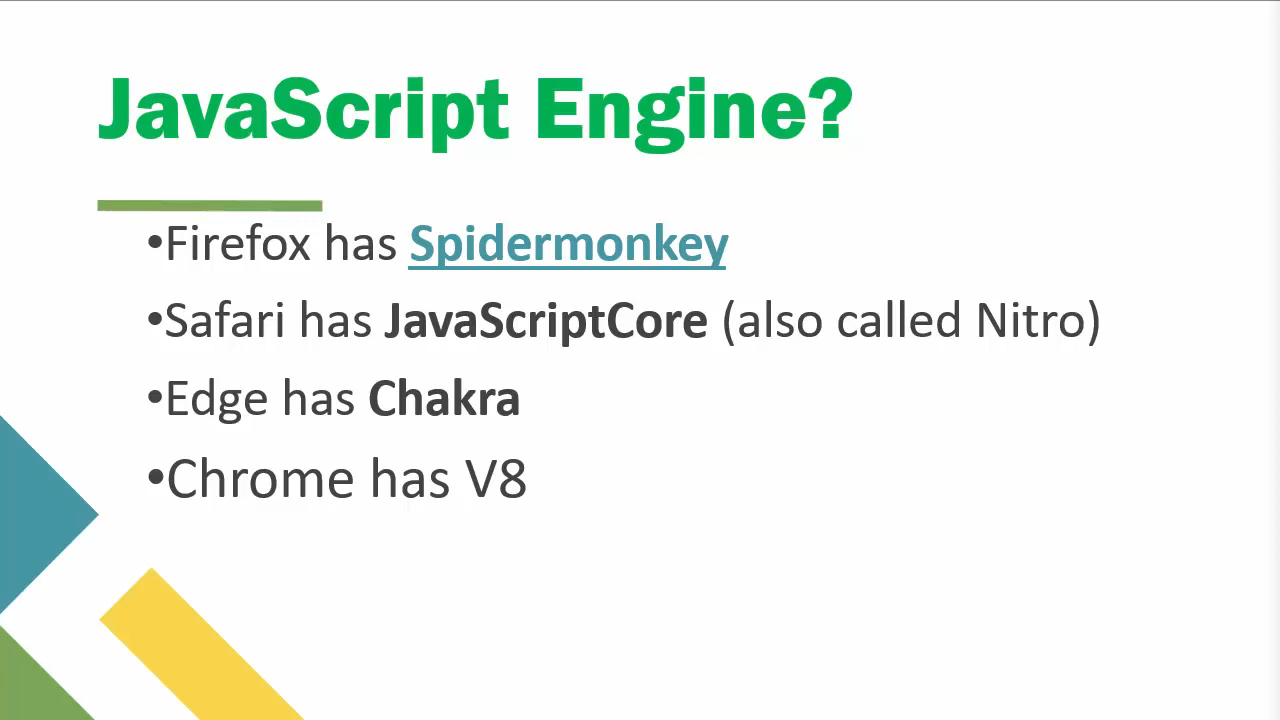 JavaScript Engine?
•Firefox has Spidermonkey
•Safari has JavaScriptCore (also called Nitro)
•Edge has Chakra
•Chrome has V8